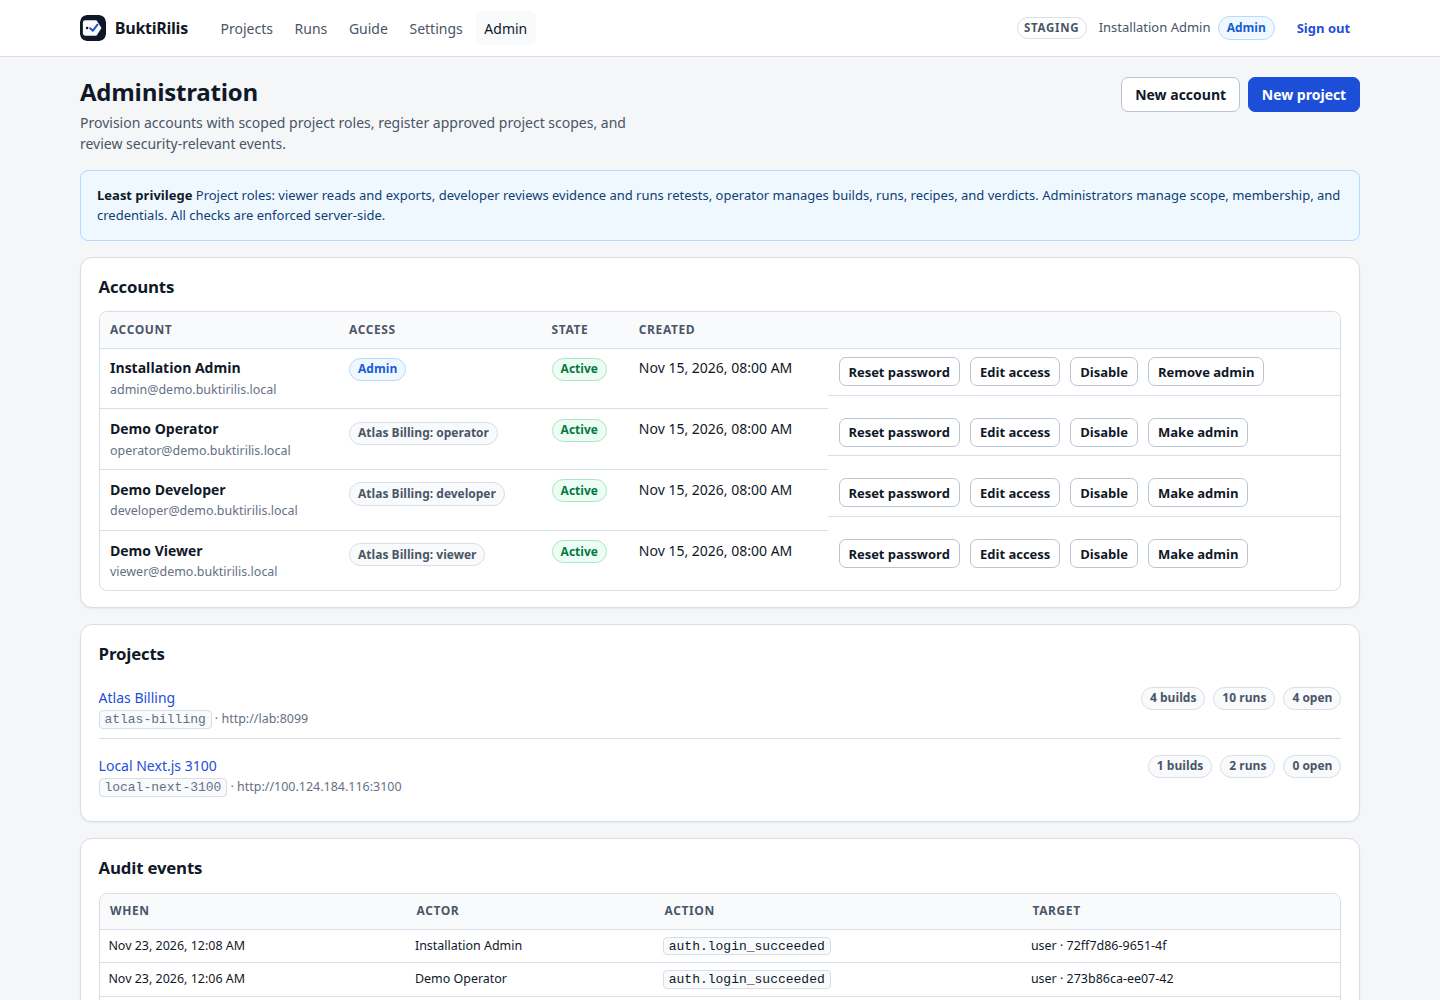 BuktiRilis Projects Runs Guide Settings Admin STAGING Installation Admin Admin Sign out
Administration
New account New project
Provision accounts with scoped project roles, register approved project scopes, and
review security-relevant events.
Least privilege Project roles: viewer reads and exports, developer reviews evidence and runs retests, operator manages builds, runs, recipes, and verdicts. Administrators manage scope, membership, and
credentials. All checks are enforced server-side.
Accounts
ACCOUNT ACCESS STATE CREATED
Installation Admin Admin Active Nov 15, 2026, 08:00 AM Reset password Edit access Disable Remove admin
admin@demo.buktirilis.local
Demo Operator Atlas Billing: operator Active Nov 15, 2026, 08:00 AM Reset password Edit access Disable Make admin
operator@demo.buktirilis.local
Demo Developer Atlas Billing: developer Active Nov 15, 2026, 08:00 AM Reset password Edit access Disable Make admin
developer@demo.buktirilis.local
Demo Viewer Atlas Billing: viewer Active Nov 15, 2026, 08:00 AM Reset password Edit access Disable Make admin
viewer@demo.buktirilis.local
Projects
Atlas Billing 4 builds 10 runs 4 open
atlas-billing · http://lab:8099
Local Next.js 3100 1 builds 2 runs 0 open
local-next-3100 · http://100.124.184.116:3100
Audit events
WHEN ACTOR ACTION TARGET
Nov 23, 2026, 12:08 AM Installation Admin auth.login_succeeded user · 72ff7d86-9651-4f
Nov 23, 2026, 12:06 AM Demo Operator auth.login_succeeded user · 273b86ca-ee07-42